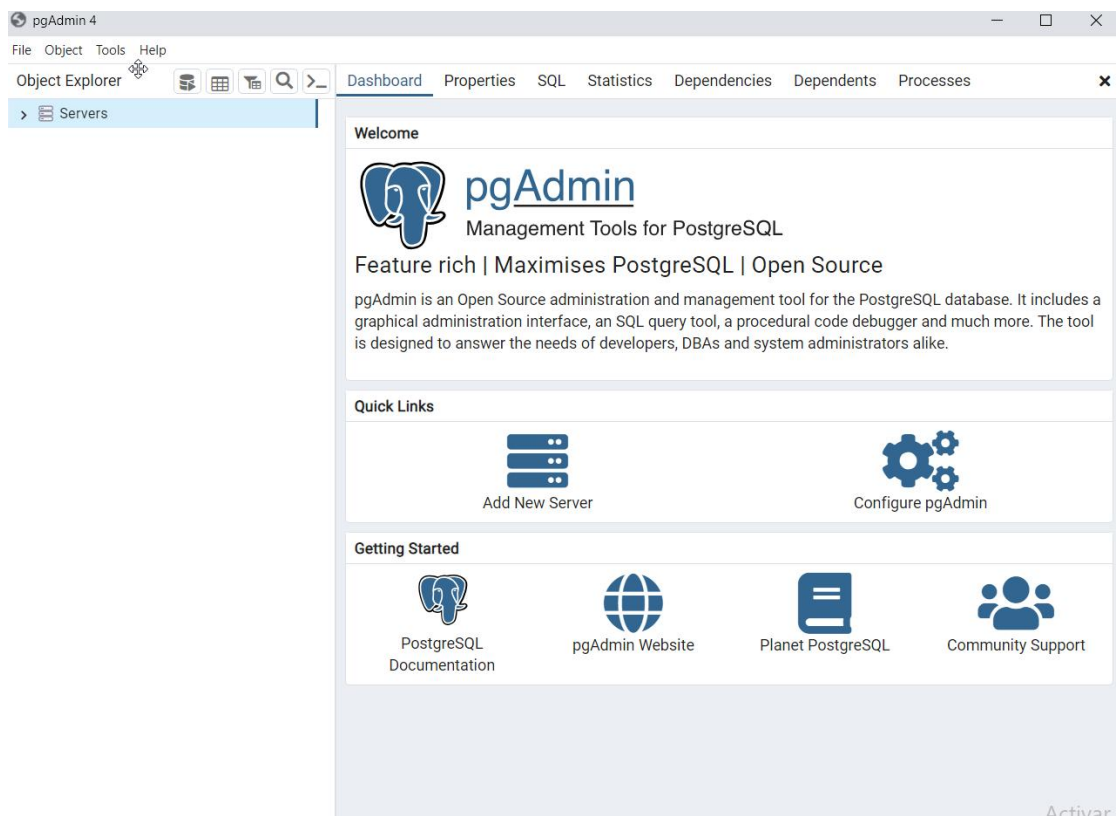 pgAdmin 4
File Object Tools Help
Object Explorer
Dashboard Properties SQL Statistics Dependencies Dependents Processes
Servers
Welcome
pgAdmin
Management Tools for PostgreSQL
Feature rich | Maximises PostgreSQL | Open Source
pgAdmin is an Open Source administration and management tool for the PostgreSQL database. It includes a
graphical administration interface, an SQL query tool, a procedural code debugger and much more. The tool
is designed to answer the needs of developers, DBAs and system administrators alike.
Quick Links
Add New Server
Configure pgAdmin
Getting Started
PostgreSQL
Documentation
pgAdmin Website
Planet PostgreSQL
Community Support
Activar